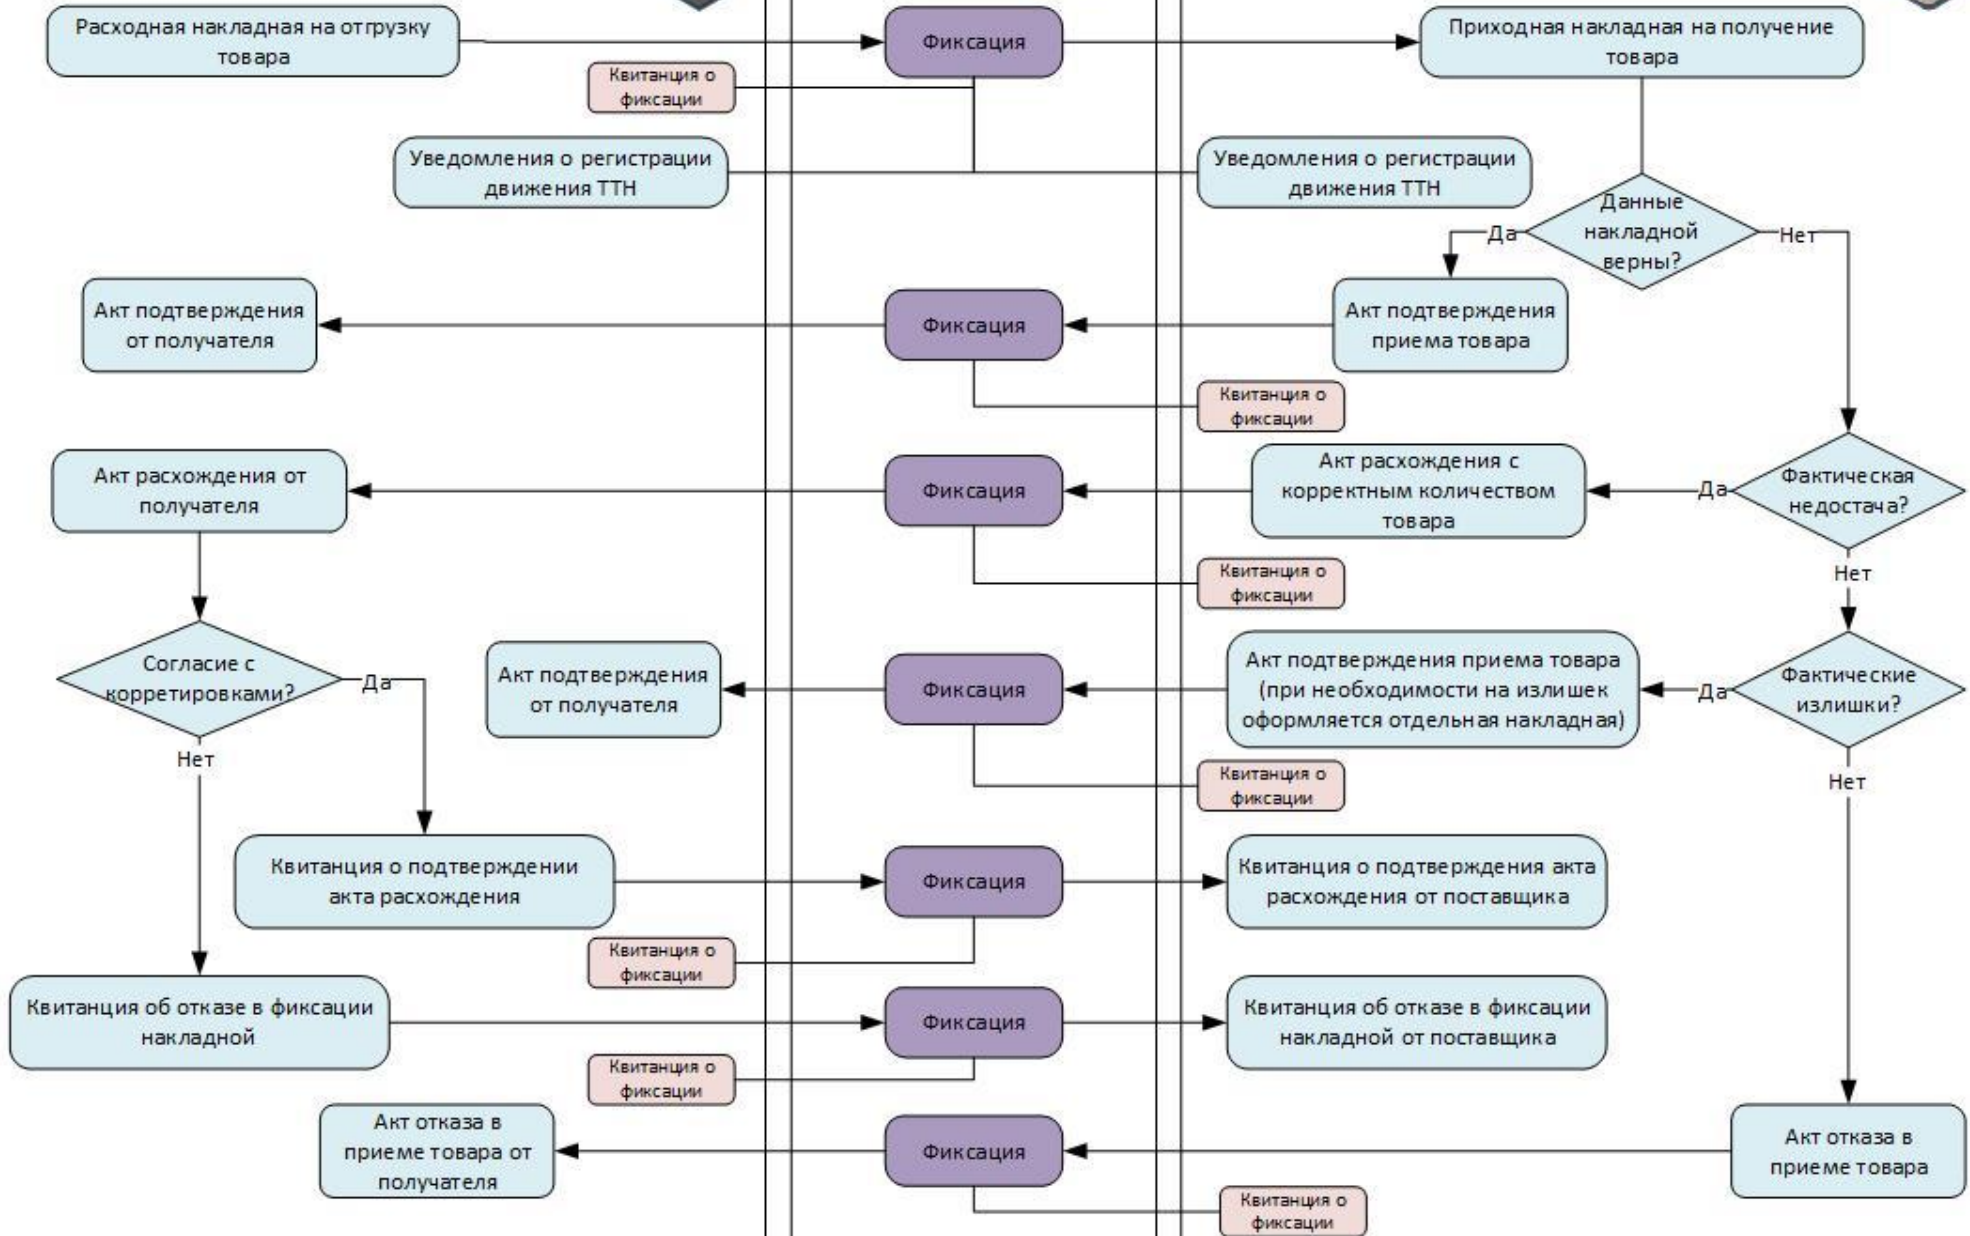 Расходная накладная на отгрузку
товара
Фиксация
Приходная накладная на получение
товара
Квитанция о
фиксации
Уведомления о регистрации
движения ТТН
Уведомления о регистрации
движения ТТН
Данные
накладной
верны?
Да
Нет
Акт подтверждения
от получателя
Фиксация
Акт подтверждения
приема товара
Квитанция о
фиксации
Акт расхождения от
получателя
Фиксация
Акт расхождения с
корректным количеством
товара
Да
Фактическая
недостача?
Квитанция о
фиксации
Нет
Согласие с
корретировками?
Да
Нет
Акт подтверждения
от получателя
Фиксация
Акт подтверждения приема товара
(при необходимости на излишек
оформляется отдельная накладная)
Да
Фактические
излишки?
Квитанция о
фиксации
Нет
Квитанция о подтверждении
акта расхождения
Фиксация
Квитанция о подтверждения акта
расхождения от поставщика
Квитанция о
фиксации
Квитанция об отказе в фиксации
накладной
Фиксация
Квитанция об отказе в фиксации
накладной от поставщика
Квитанция о
фиксации
Акт отказа в
приеме товара от
получателя
Фиксация
Акт отказа в
приеме товара
Квитанция о
фиксации